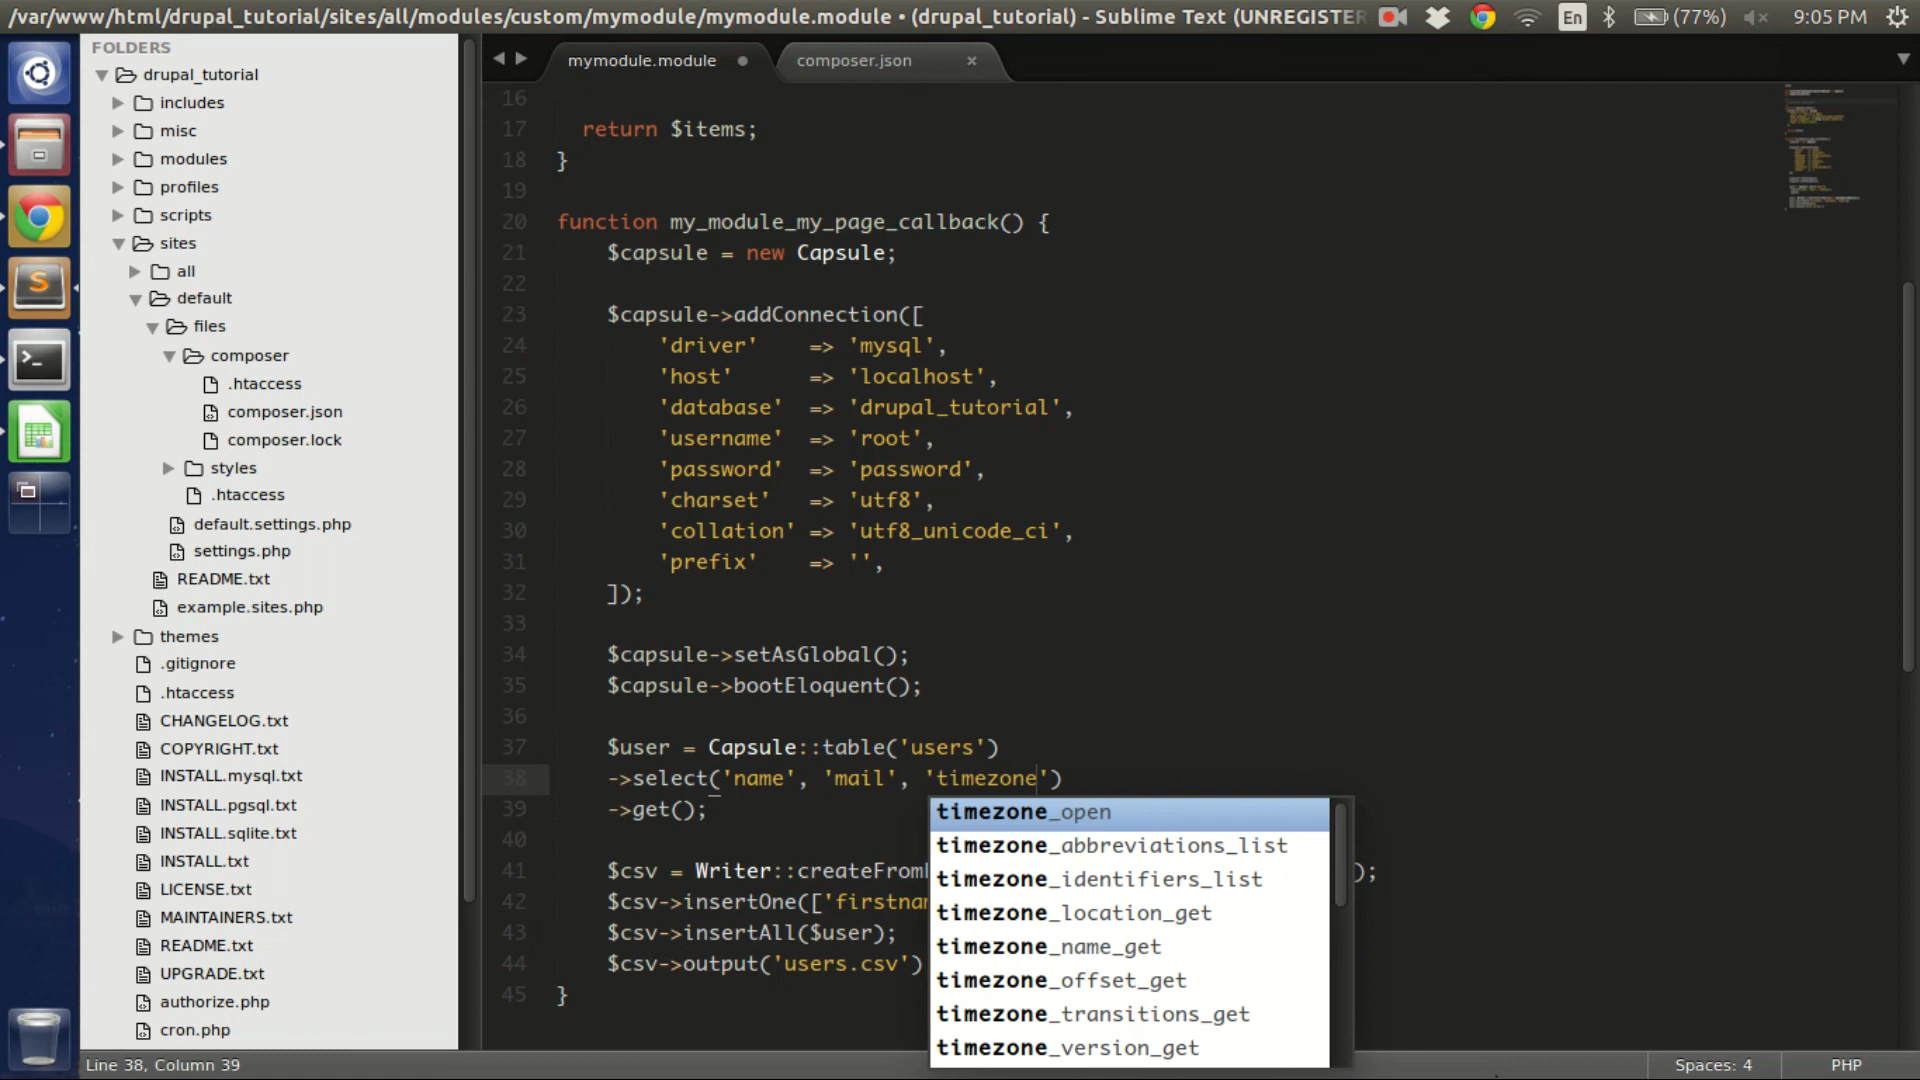 /var/www/html/drupal_tutorial/sites/all/modules/custom/mymodule/mymodule.module • (drupal_tutorial) - Sublime Text (UNREGISTER
En
(77%)
9:05 PM
FOLDERS
drupal_tutorial
includes
misc
modules
profiles
scripts
sites
all
default
files
composer
.htaccess
composer.json
composer.lock
styles
.htaccess
default.settings.php
settings.php
README.txt
example.sites.php
themes
.gitignore
.htaccess
CHANGELOG.txt
COPYRIGHT.txt
INSTALL.mysql.txt
INSTALL.pgsql.txt
INSTALL.sqlite.txt
INSTALL.txt
LICENSE.txt
MAINTAINERS.txt
README.txt
UPGRADE.txt
authorize.php
cron.php
mymodule.module
composer.json
16
17 return $items;
18 }
19
20 function my_module_my_page_callback() {
21 $capsule = new Capsule;
22
23 $capsule->addConnection([
24 'driver' => 'mysql',
25 'host' => 'localhost',
26 'database' => 'drupal_tutorial',
27 'username' => 'root',
28 'password' => 'password',
29 'charset' => 'utf8',
30 'collation' => 'utf8_unicode_ci',
31 'prefix' => '',
32 ]);
33
34 $capsule->setAsGlobal();
35 $capsule->bootEloquent();
36
37 $user = Capsule::table('users')
38 ->select('name', 'mail', 'timezone')
39 ->get();
40
41 $csv = Writer::createFrom );
42 $csv->insertOne(['firstna
43 $csv->insertAll($user);
44 $csv->output('users.csv')
45 }
timezone_open
timezone_abbreviations_list
timezone_identifiers_list
timezone_location_get
timezone_name_get
timezone_offset_get
timezone_transitions_get
timezone_version_get
Line 38, Column 39
Spaces: 4
PHP